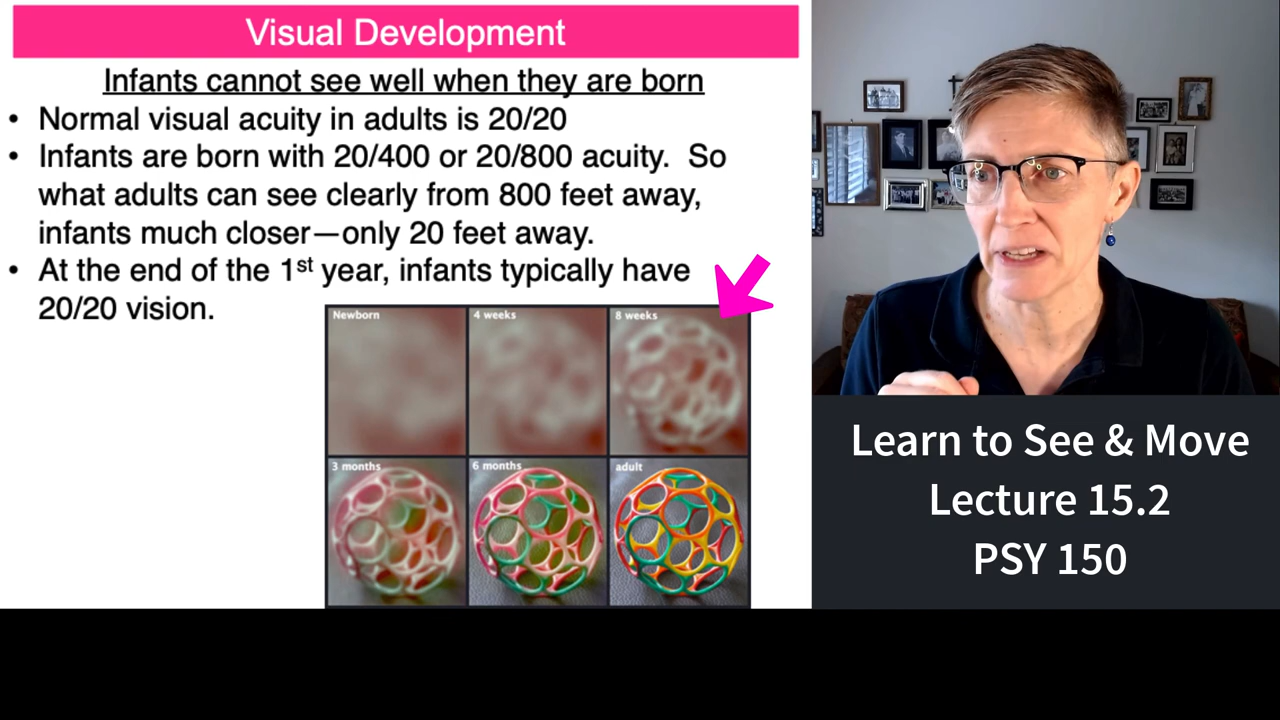 Visual Development
Infants cannot see well when they are born
• Normal visual acuity in adults is 20/20
• Infants are born with 20/400 or 20/800 acuity.  So
what adults can see clearly from 800 feet away,
infants much closer—only 20 feet away.
• At the end of the 1st year, infants typically have
20/20 vision.
Newborn
4 weeks
8 weeks
3 months
6 months
adult
Learn to See & Move
Lecture 15.2
PSY 150